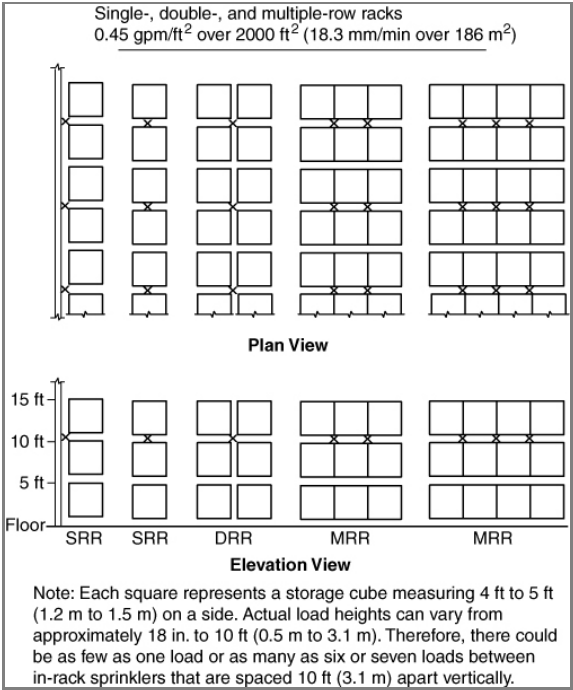 Single-, double-, and multiple-row racks
0.45 gpm/ft² over 2000 ft² (18.3 mm/min over 186 m²)
Plan View
15 ft
10 ft
5 ft
Floor
SRR SRR DRR MRR MRR
Elevation View
Note: Each square represents a storage cube measuring 4 ft to 5 ft
(1.2 m to 1.5 m) on a side. Actual load heights can vary from
approximately 18 in. to 10 ft (0.5 m to 3.1 m). Therefore, there could
be as few as one load or as many as six or seven loads between
in-rack sprinklers that are spaced 10 ft (3.1 m) apart vertically.